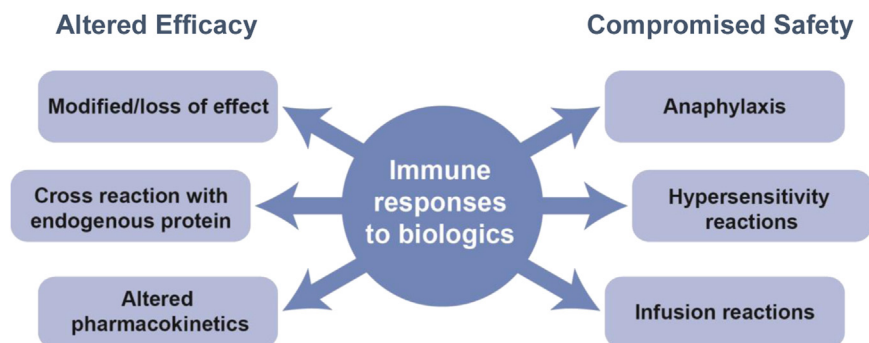 Altered Efficacy
Compromised Safety
Modified/loss of effect
Cross reaction with
endogenous protein
Altered
pharmacokinetics
Immune
responses
to biologics
Anaphylaxis
Hypersensitivity
reactions
Infusion reactions